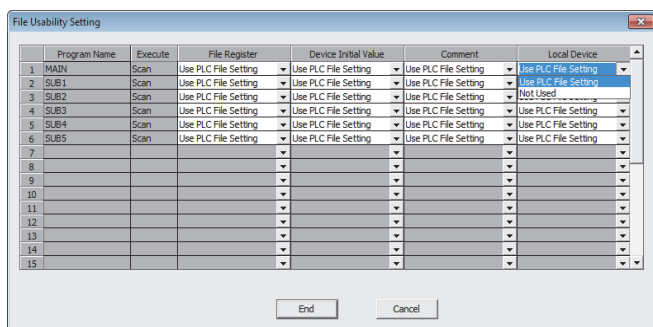 File Usability Setting
Program Name Execute File Register Device Initial Value Comment Local Device
1 MAIN Scan Use PLC File Setting Use PLC File Setting Use PLC File Setting Use PLC File Setting
2 SUB1 Scan Use PLC File Setting Use PLC File Setting Use PLC File Setting Use PLC File Setting
3 SUB2 Scan Use PLC File Setting Use PLC File Setting Use PLC File Setting Not Used
4 SUB3 Scan Use PLC File Setting Use PLC File Setting Use PLC File Setting Use PLC File Setting
5 SUB4 Scan Use PLC File Setting Use PLC File Setting Use PLC File Setting Use PLC File Setting
6 SUB5 Scan Use PLC File Setting Use PLC File Setting Use PLC File Setting Use PLC File Setting
7
8
9
10
11
12
13
14
15
End Cancel